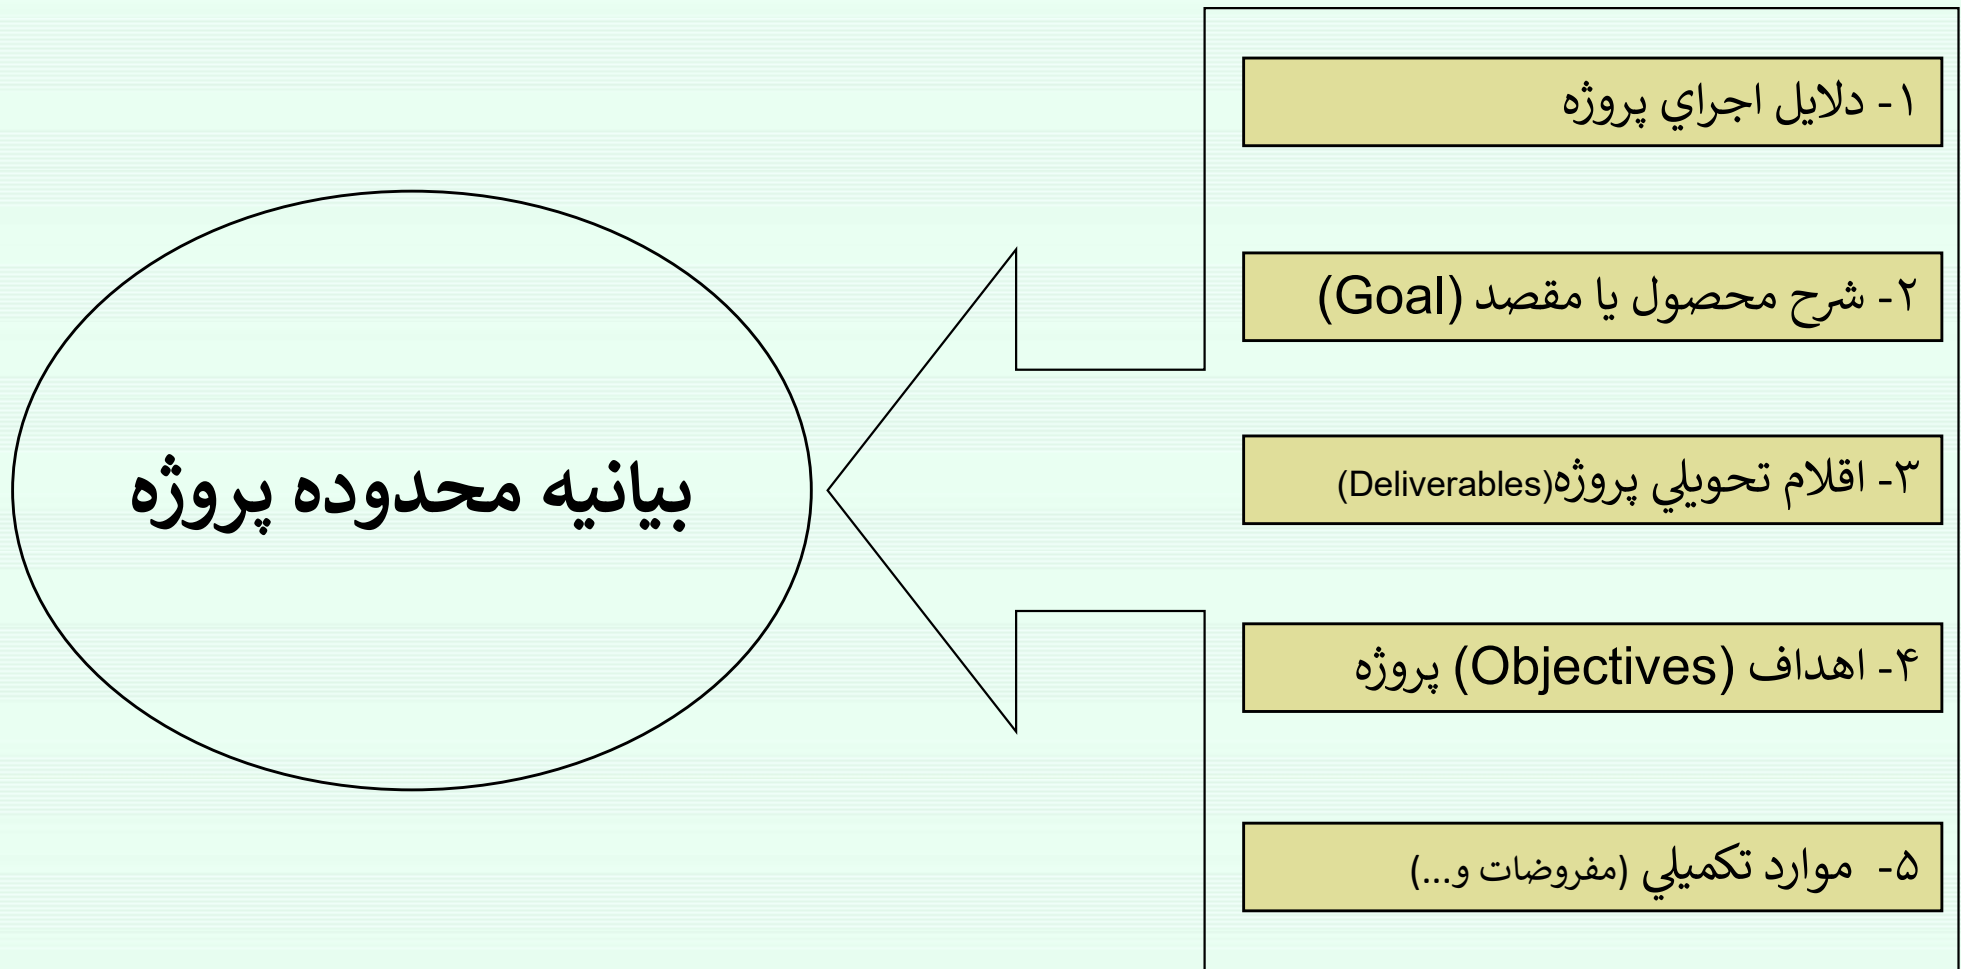 ۱- دلايل اجراي پروژه
۲- شرح محصول يا مقصد (Goal)
۳- اقلام تحويلي پروژه(Deliverables)
۴- اهداف (Objectives) پروژه
۵- موارد تكميلي (مفروضات و...)
بيانيه محدوده پروژه